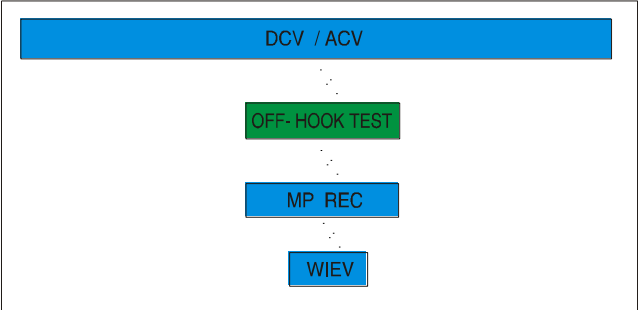 DCV / ACV
OFF- HOOK TEST
MP REC
WIEV